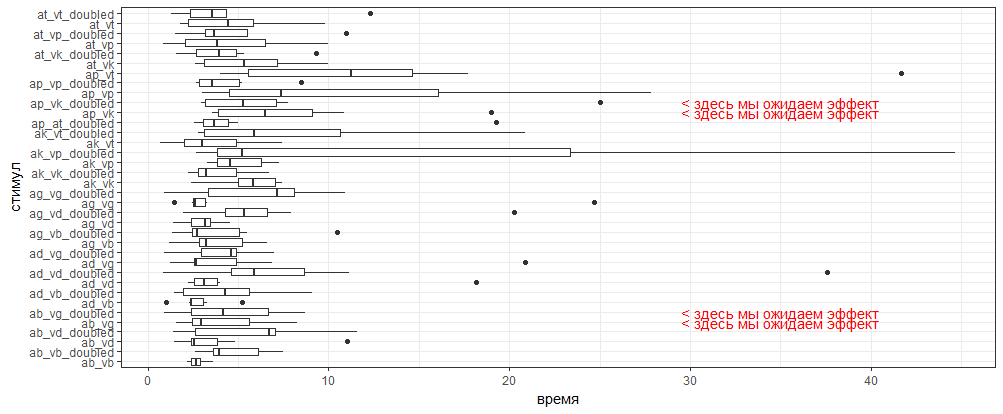 at_vt_doubled
at_vt
at_vp_doubled
at_vp
at_vk_doubled
at_vk
ap_vt
ap_vp_doubled
ap_vp
ap_vk_doubled
< здесь мы ожидаем эффект
ap_vk
< здесь мы ожидаем эффект
ap_at_doubled
ak_vt_doubled
ak_vt
ak_vp_doubled
ak_vp
ak_vk_doubled
ak_vk
ag_vg_doubled
ag_vg
ag_vd_doubled
ag_vd
ag_vb_doubled
ag_vb
ad_vg_doubled
ad_vg
ad_vd_doubled
ad_vd
ad_vb_doubled
ad_vb
ab_vg_doubled
< здесь мы ожидаем эффект
ab_vg
< здесь мы ожидаем эффект
ab_vd_doubled
ab_vd
ab_vb_doubled
ab_vb
стимул
0 10 20 30 40
время